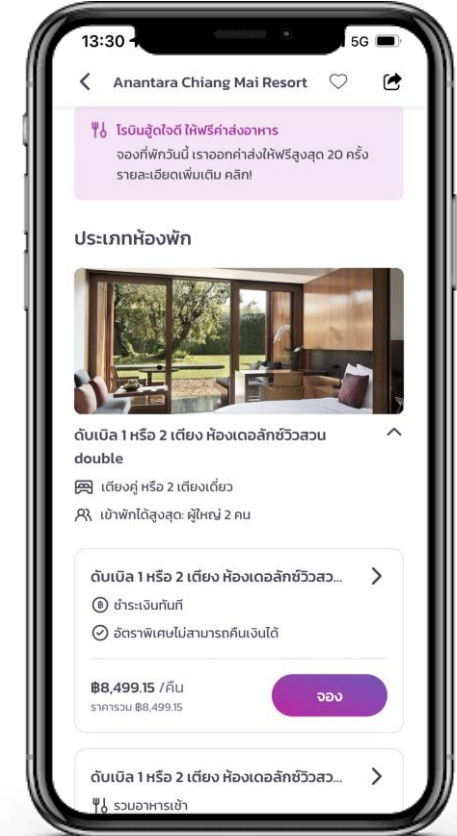 13:30
5G
Anantara Chiang Mai Resort
โรบินฮู้ดใจดี ให้ฟรีค่าส่งอาหาร
จองที่พักวันนี้ เราออกค่าส่งให้ฟรีสูงสุด 20 ครั้ง
รายละเอียดเพิ่มเติม คลิก!
ประเภทห้องพัก
ดับเบิล 1 หรือ 2 เตียง ห้องเดอลักซ์วิวสวน
double
เตียงคู่ หรือ 2 เตียงเดี่ยว
เข้าพักได้สูงสุด: ผู้ใหญ่ 2 คน
ดับเบิล 1 หรือ 2 เตียง ห้องเดอลักซ์วิวสว...
ชำระเงินทันที
อัตราพิเศษไม่สามารถคืนเงินได้
฿8,499.15 /คืน
ราคารวม ฿8,499.15
จอง
ดับเบิล 1 หรือ 2 เตียง ห้องเดอลักซ์วิวสว...
รวมอาหารเช้า